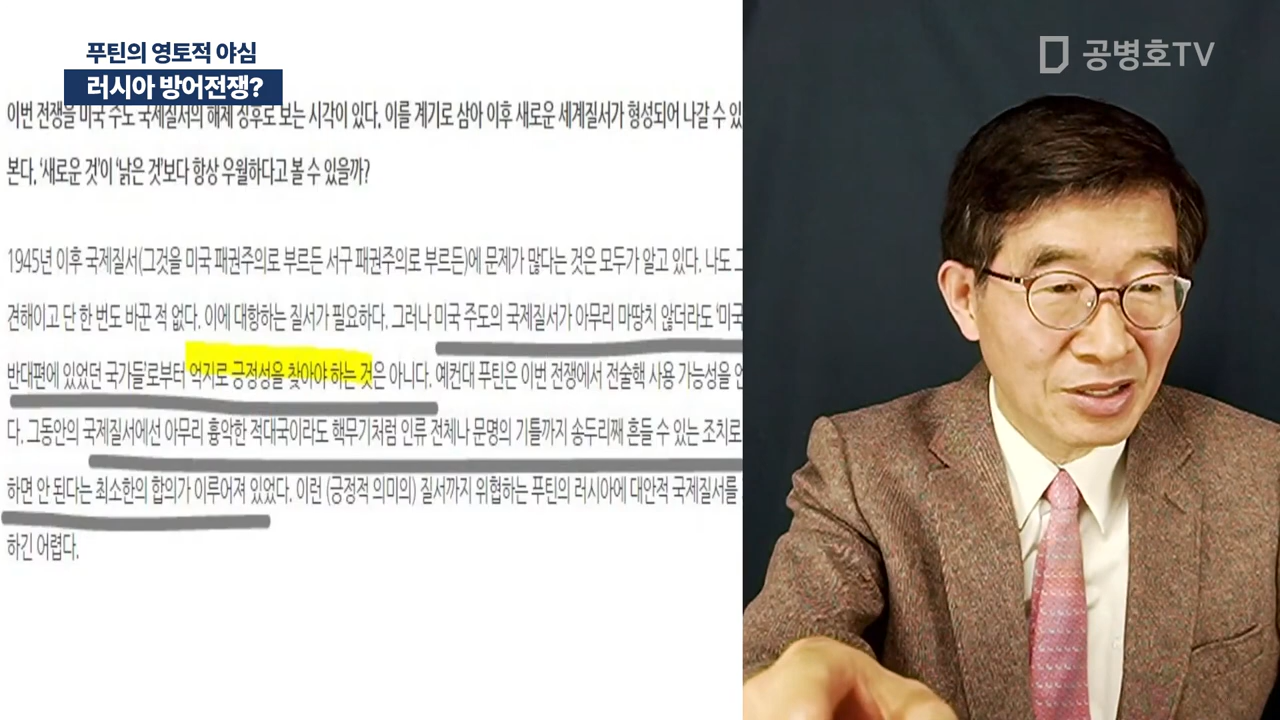 푸틴의 영토적 야심
러시아 방어전쟁?
공병호TV
이번 전쟁을 미국 주도 국제질서의 해체 징후로 보는 시각이 있다. 이를 계기로 삼아 이후 새로운 세계질서가 형성되어 나갈 수 있
본다. ‘새로운 것’이 ‘낡은 것’보다 항상 우월하다고 볼 수 있을까?
1945년 이후 국제질서(그것을 미국 패권주의로 부르든 서구 패권주의로 부르든)에 문제가 많다는 것은 모두가 알고 있다. 나도
견해이고 단 한 번도 바꾼 적 없다. 이에 대항하는 질서가 필요하다. 그러나 미국 주도의 국제질서가 아무리 마땅치 않더라도 ‘미국
반대편에 있었던 국가들’로부터 억지로 긍정성을 찾아야 하는 것은 아니다. 예컨대 푸틴은 이번 전쟁에서 전술핵 사용 가능성을
다. 그동안의 국제질서에선 아무리 흉악한 적대국이라도 핵무기처럼 인류 전체나 문명의 기틀까지 송두리째 흔들 수 있는 조치로
하면 안 된다는 최소한의 합의가 이루어져 있었다. 이런 (긍정적 의미의) 질서까지 위협하는 푸틴의 러시아에 대안적 국제질서를
하긴 어렵다.